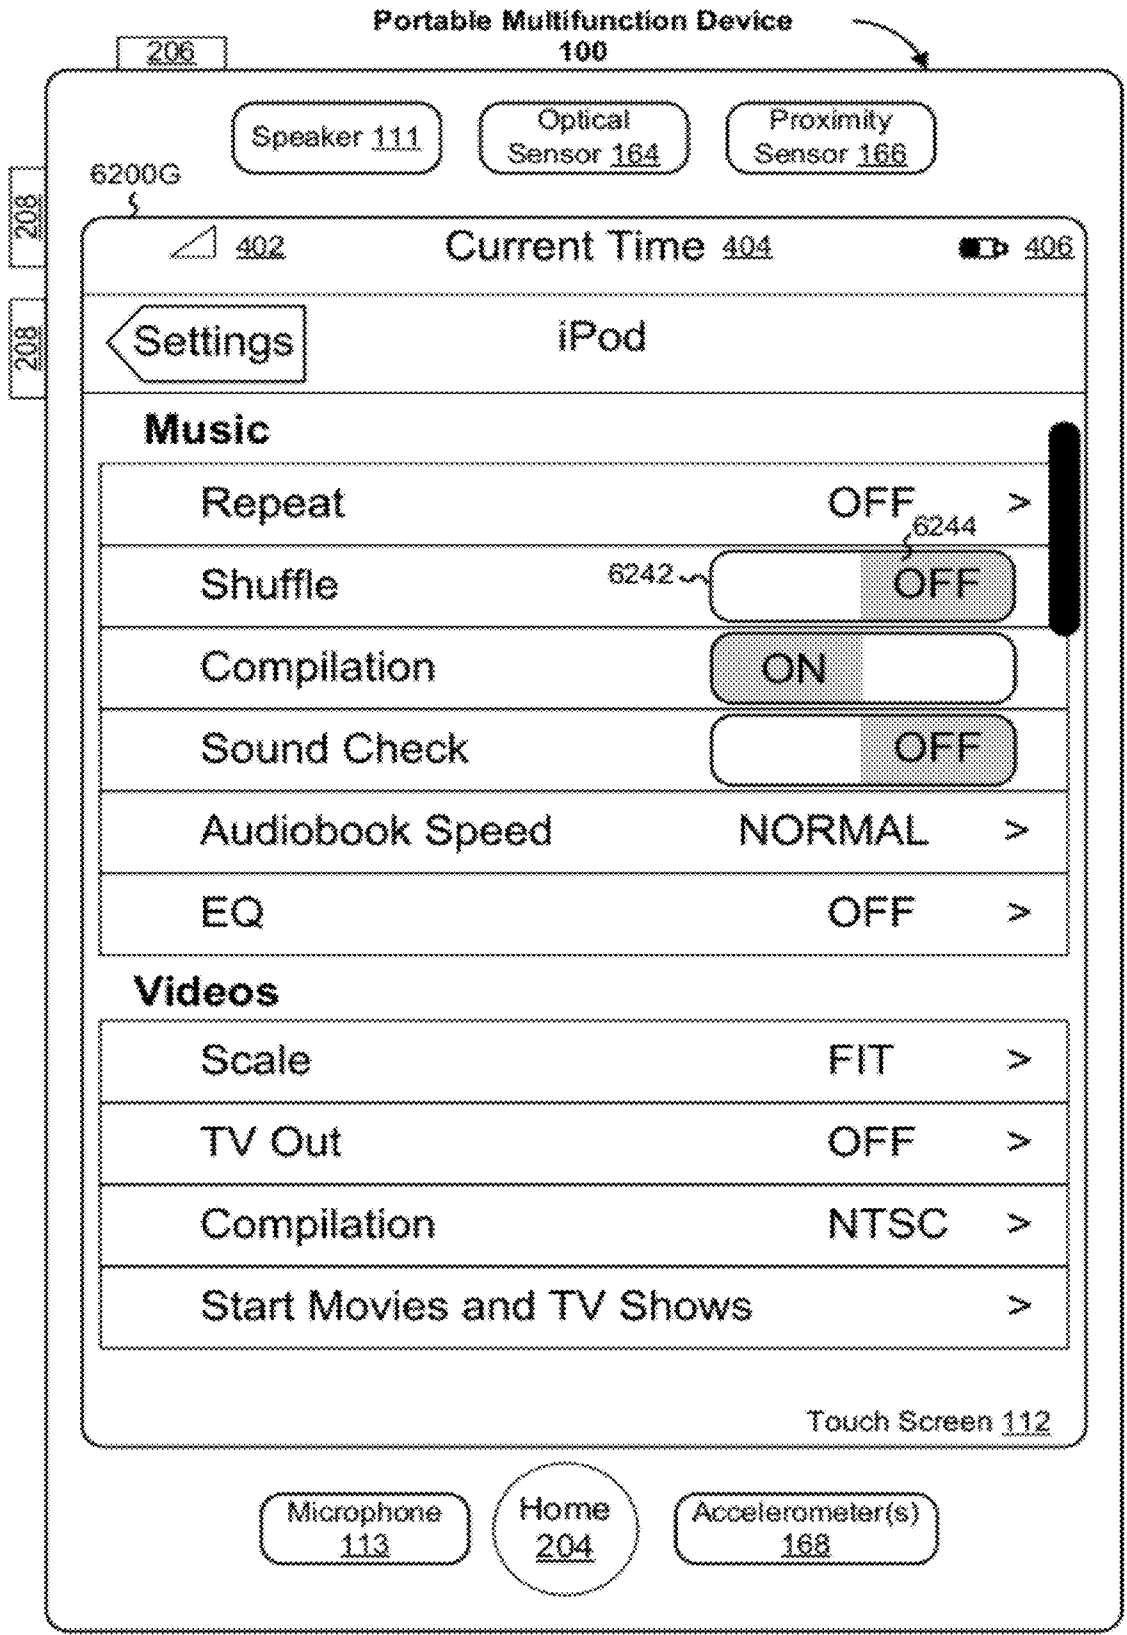 Portable Multifunction Device
100
206
Speaker 111
Optical
Sensor 164
Proximity
Sensor 166
6200G
208
208
402
Current Time 404
406
Settings
iPod
Music
Repeat OFF >
6244
Shuffle 6242 OFF
Compilation ON
Sound Check OFF
Audiobook Speed NORMAL >
EQ OFF >
Videos
Scale FIT >
TV Out OFF >
Compilation NTSC >
Start Movies and TV Shows >
Touch Screen 112
Microphone
113
Home
204
Accelerometer(s)
168